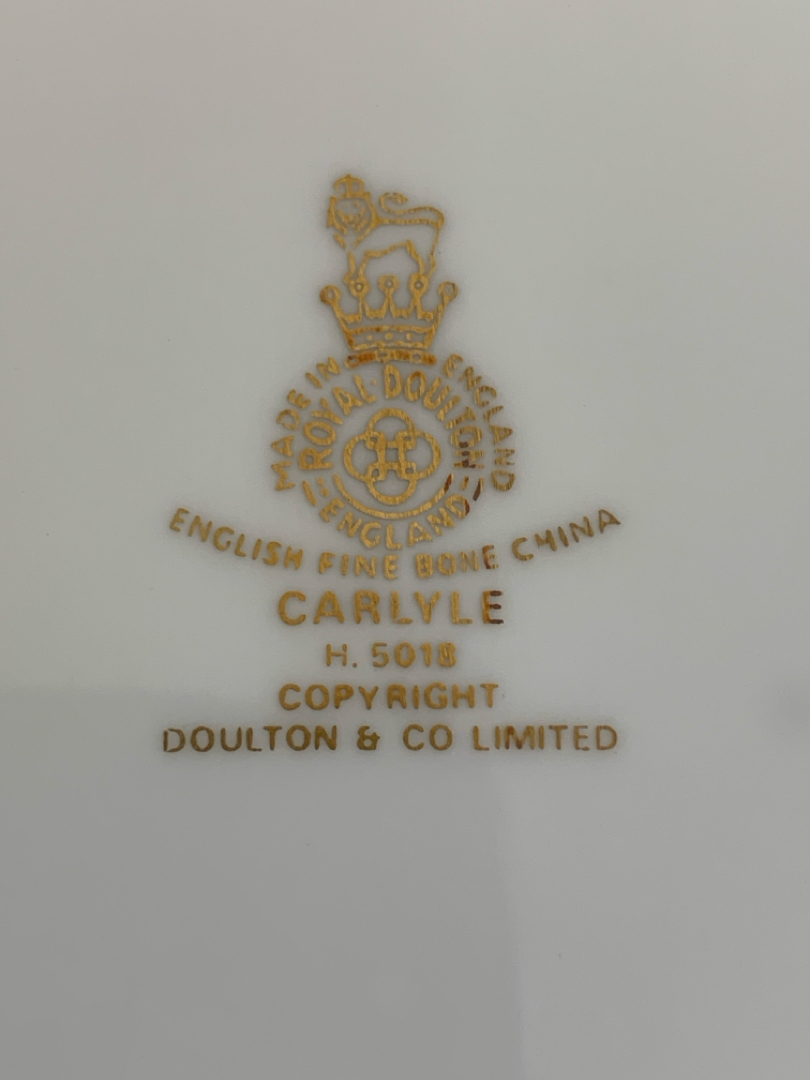 MADE IN ENGLAND
ROYAL DOULTON
ENGLAND
ENGLISH FINE BONE CHINA
CARLYLE
H. 5018
COPYRIGHT
DOULTON & CO LIMITED